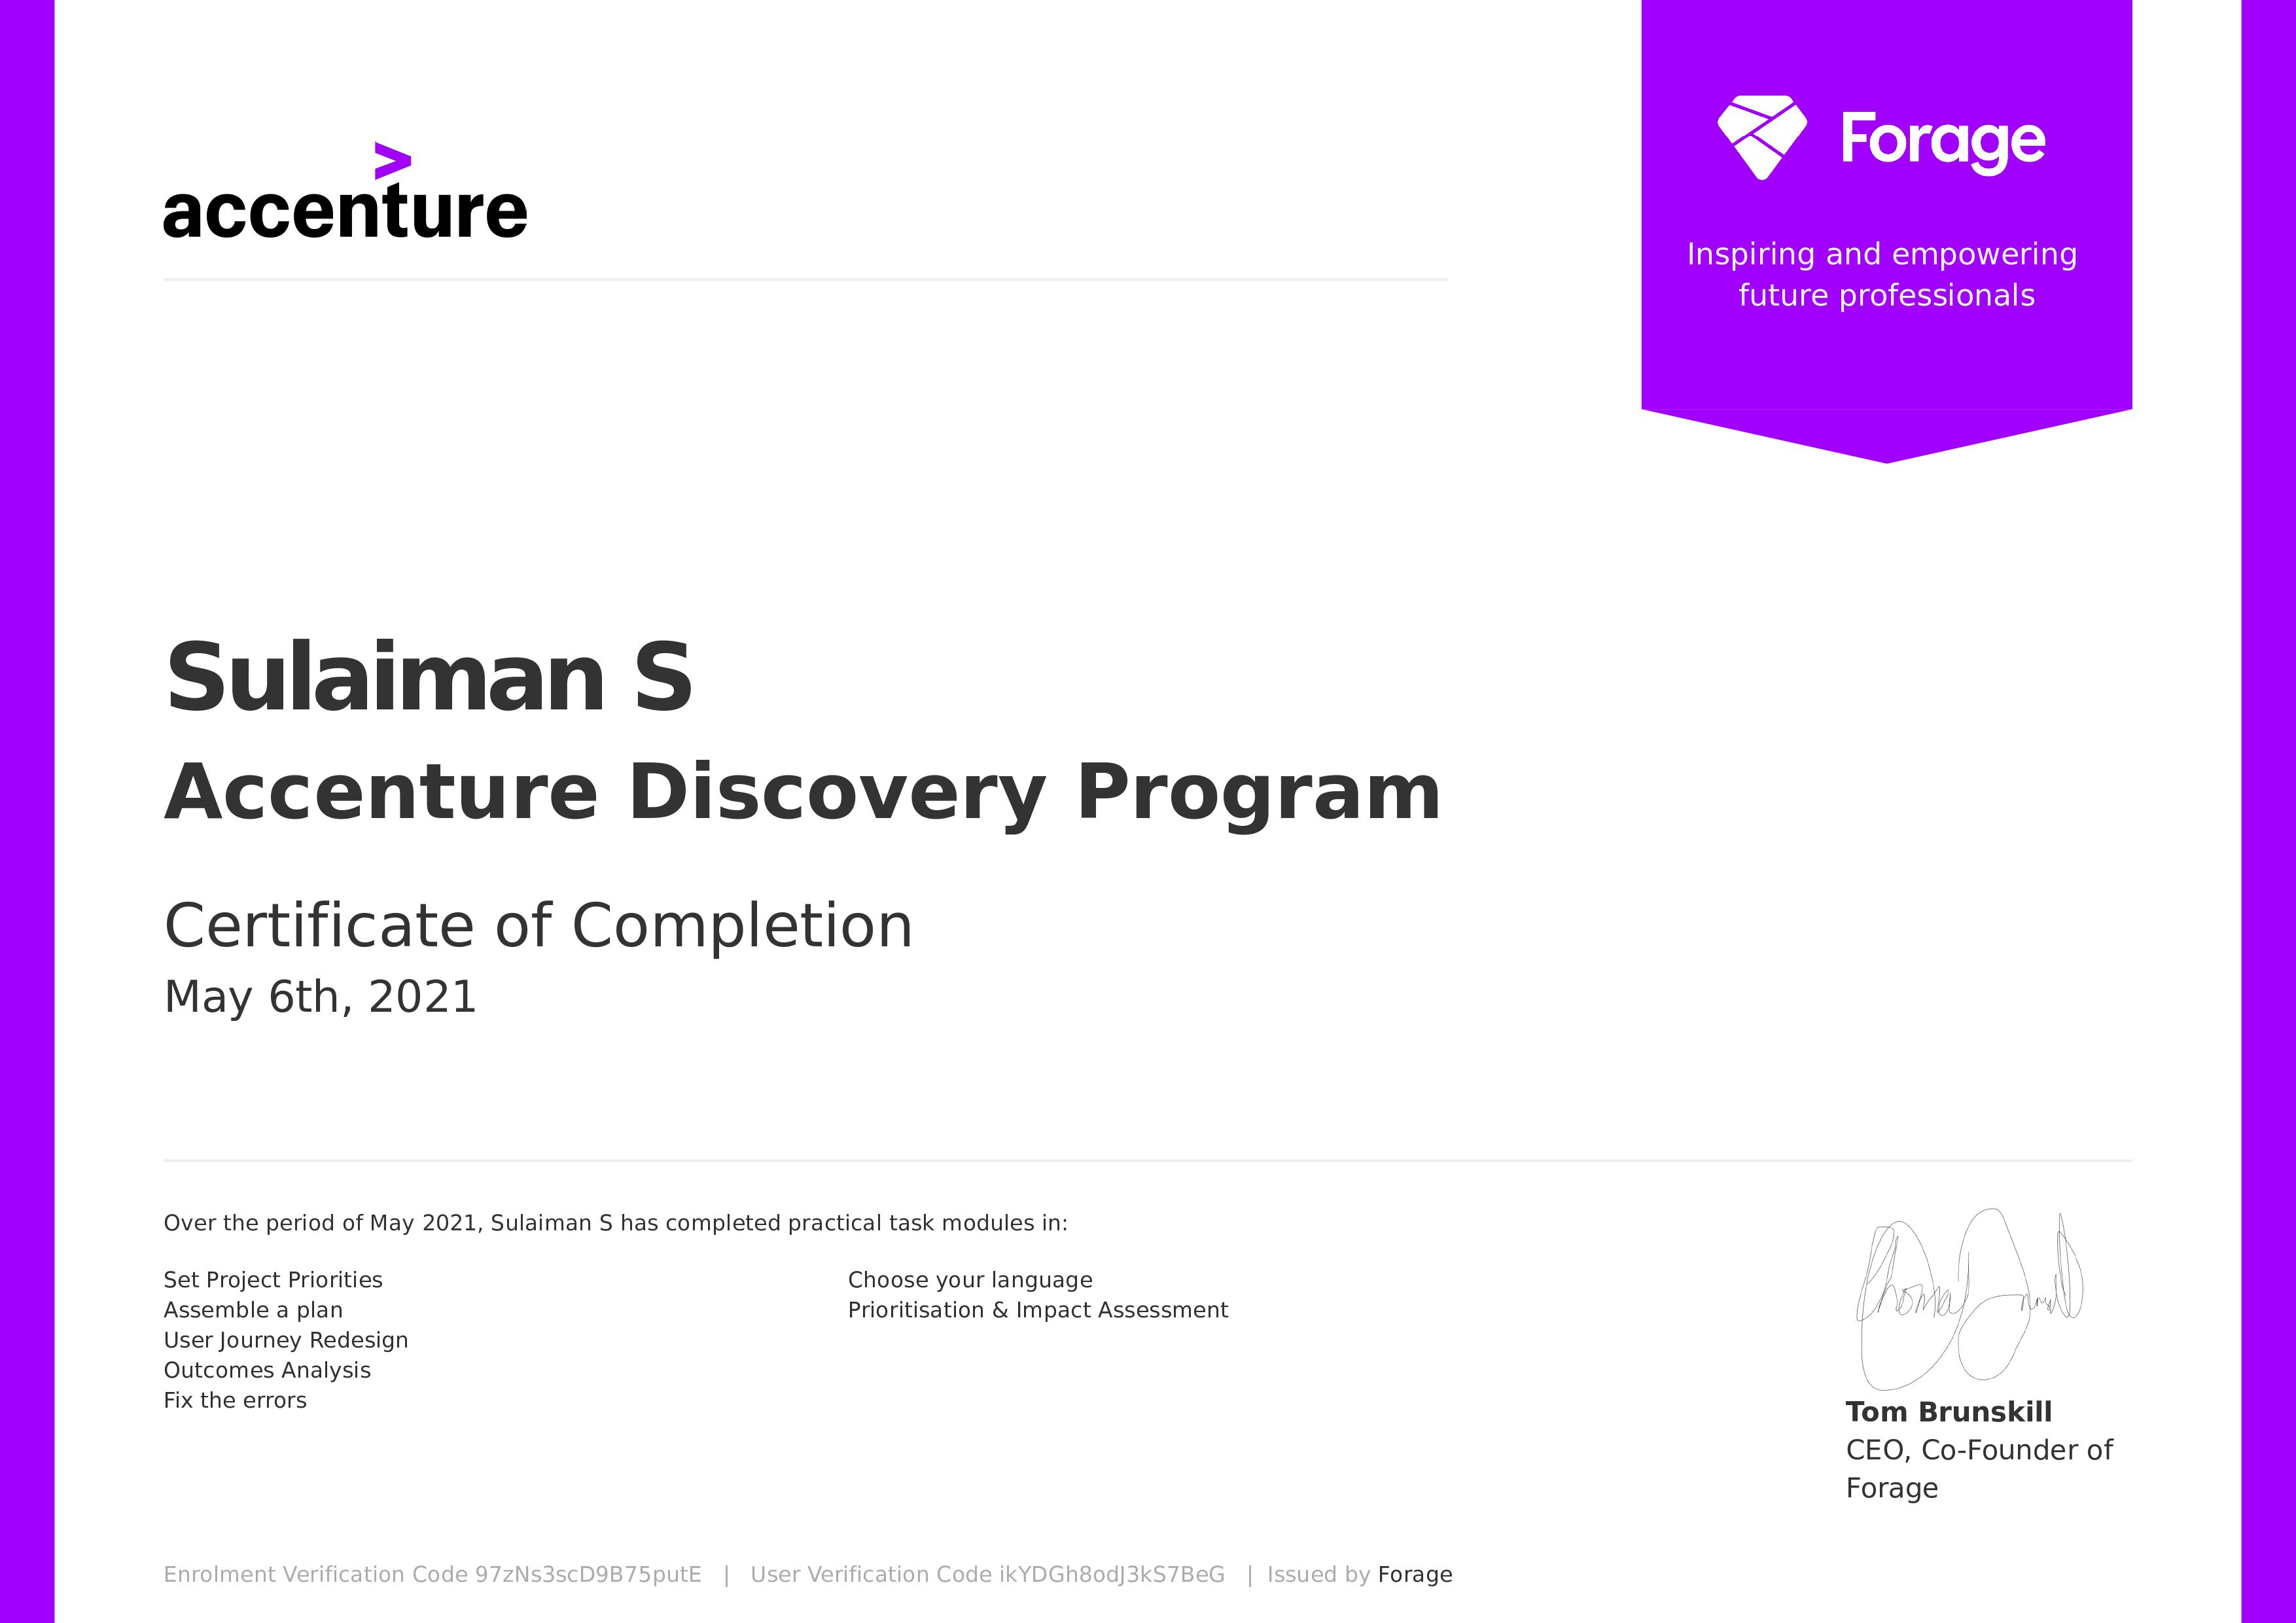 accenture
Forage
Inspiring and empowering
future professionals
Sulaiman S
Accenture Discovery Program
Certificate of Completion
May 6th, 2021
Over the period of May 2021, Sulaiman S has completed practical task modules in:
Set Project Priorities
Assemble a plan
User Journey Redesign
Outcomes Analysis
Fix the errors
Choose your language
Prioritisation & Impact Assessment
Tom Brunskill
CEO, Co-Founder of
Forage
Enrolment Verification Code 97zNs3scD9B75putE | User Verification Code ikYDGh8odJ3kS7BeG | Issued by Forage